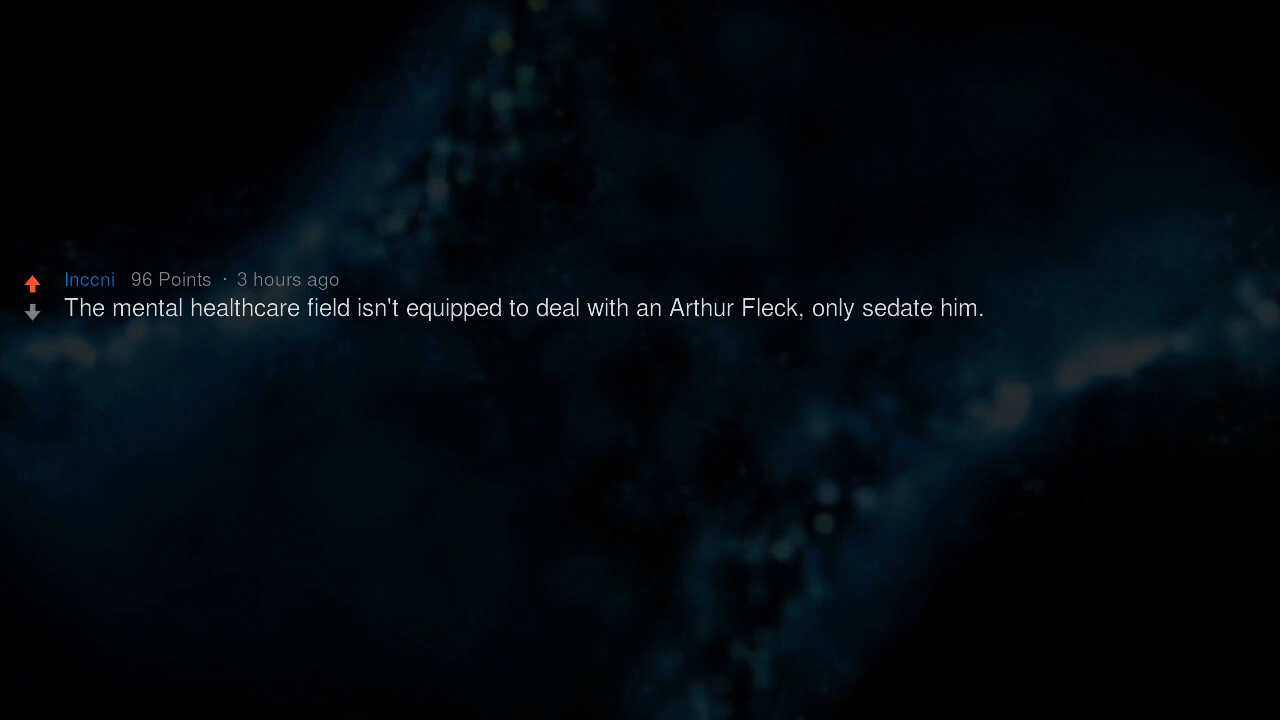 Inccni 96 Points · 3 hours ago
The mental healthcare field isn't equipped to deal with an Arthur Fleck, only sedate him.